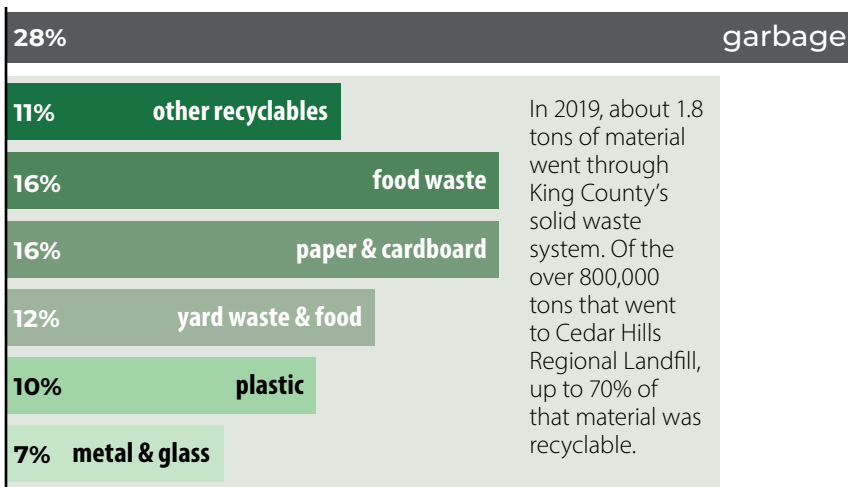 28% garbage
11% other recyclables
16% food waste
16% paper & cardboard
12% yard waste & food
10% plastic
7% metal & glass
In 2019, about 1.8
tons of material
went through
King County’s
solid waste
system. Of the
over 800,000
tons that went
to Cedar Hills
Regional Landfill,
up to 70% of
that material was
recyclable.